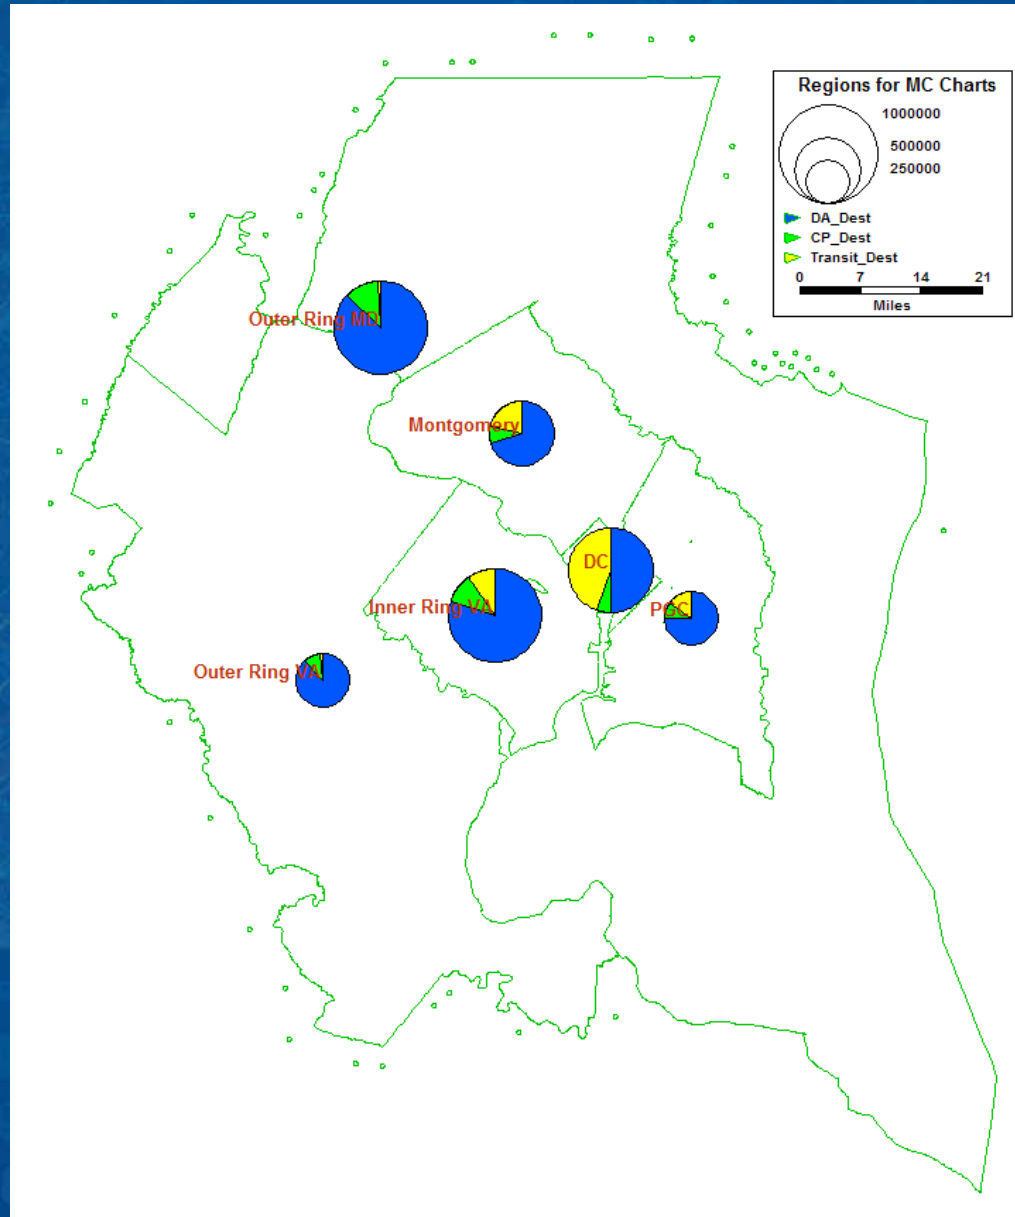 Regions for MC Charts
1000000
500000
250000
DA_Dest
CP_Dest
Transit_Dest
0 7 14 21
Miles
Outer Ring MD
Montgomery
DC
Inner Ring VA
PGC
Outer Ring VA